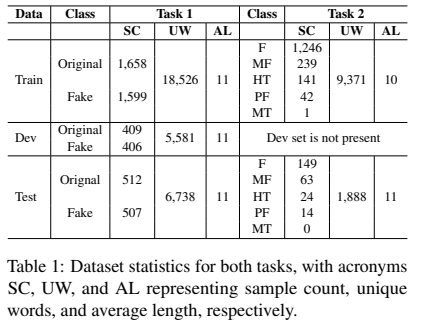 Data Class Task 1 Class Task 2
SC UW AL SC UW AL
F 1,246
Original 1,658 MF 239
Train 18,526 11 HT 141 9,371 10
Fake 1,599 PF 42
MT 1
Dev Original 409 5,581 11 Dev set is not present
Fake 406
F 149
Orignal 512 MF 63
Test 6,738 11 HT 24 1,888 11
Fake 507 PF 14
MT 0
Table 1: Dataset statistics for both tasks, with acronyms
SC, UW, and AL representing sample count, unique
words, and average length, respectively.